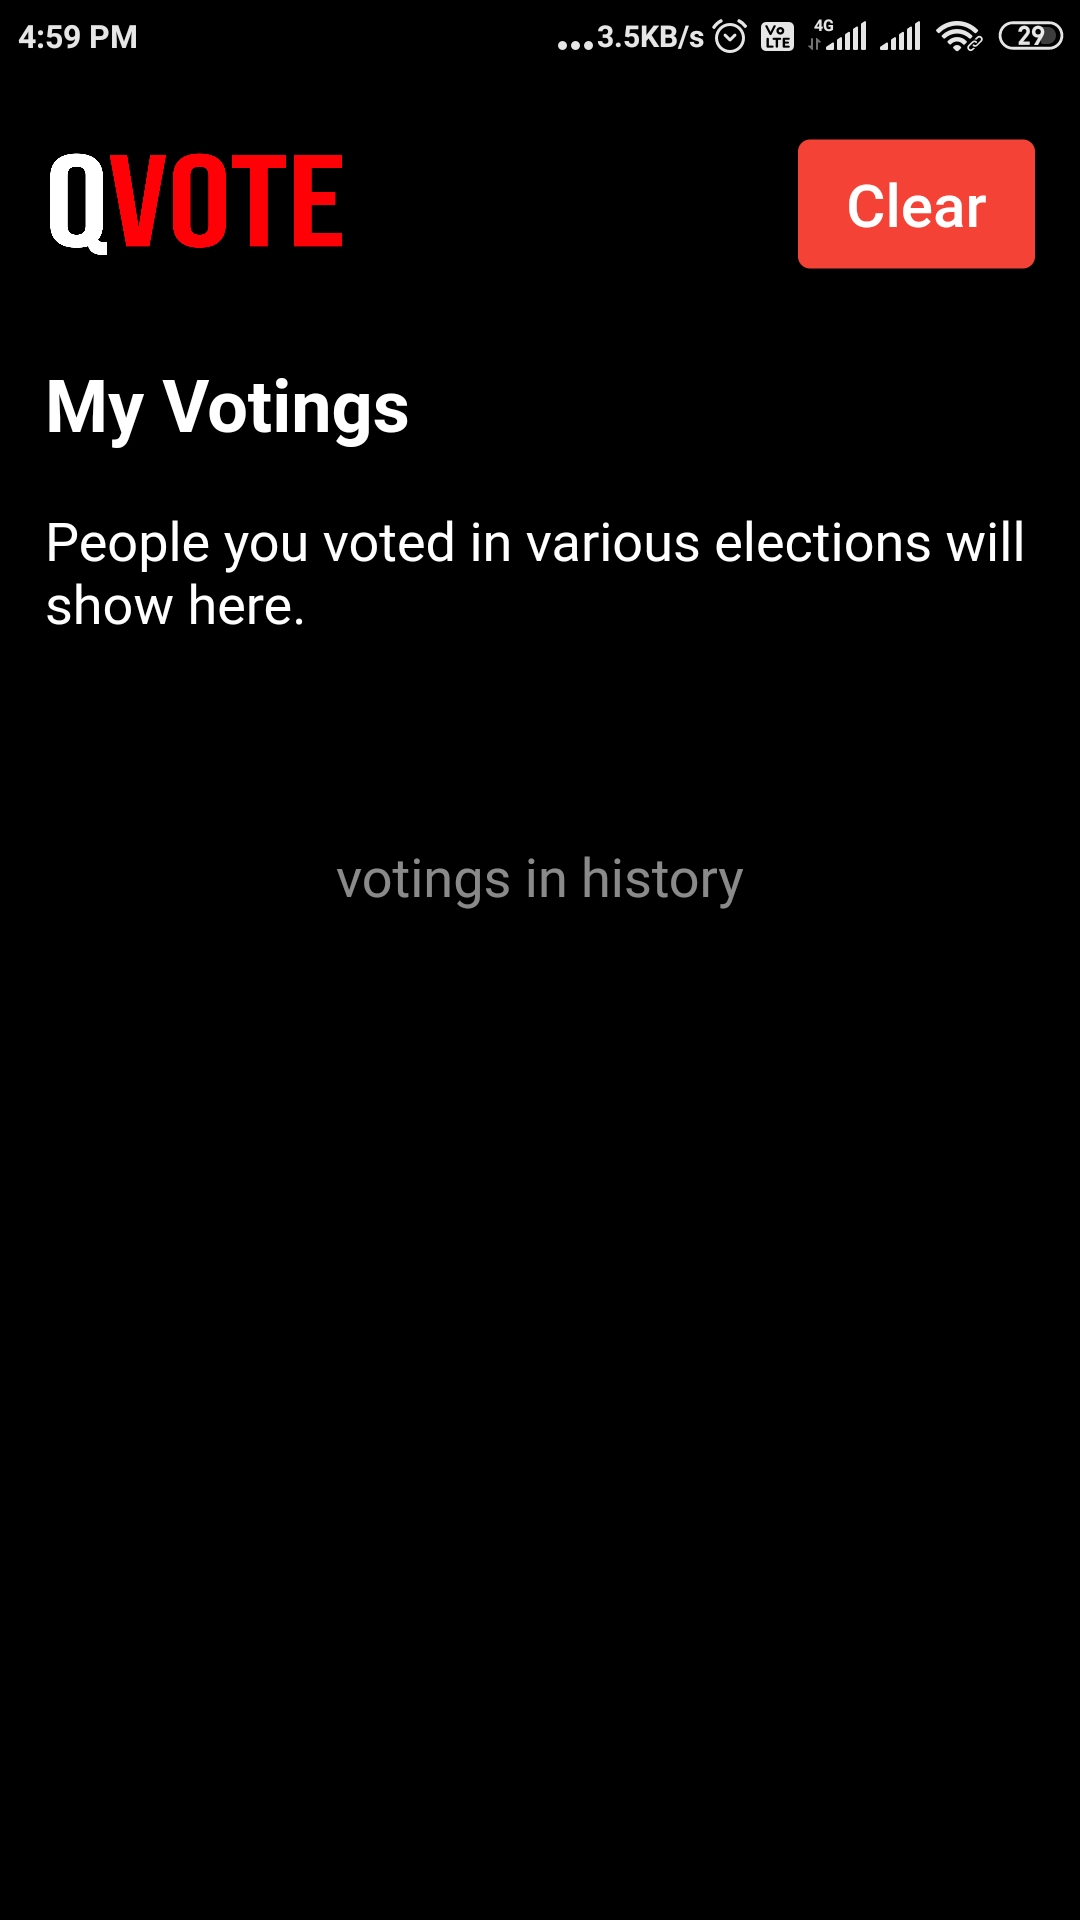 4:59 PM ...3.5KB/s Vo LTE 4G 29
QVOTE Clear
My Votings
People you voted in various elections will
show here.
votings in history